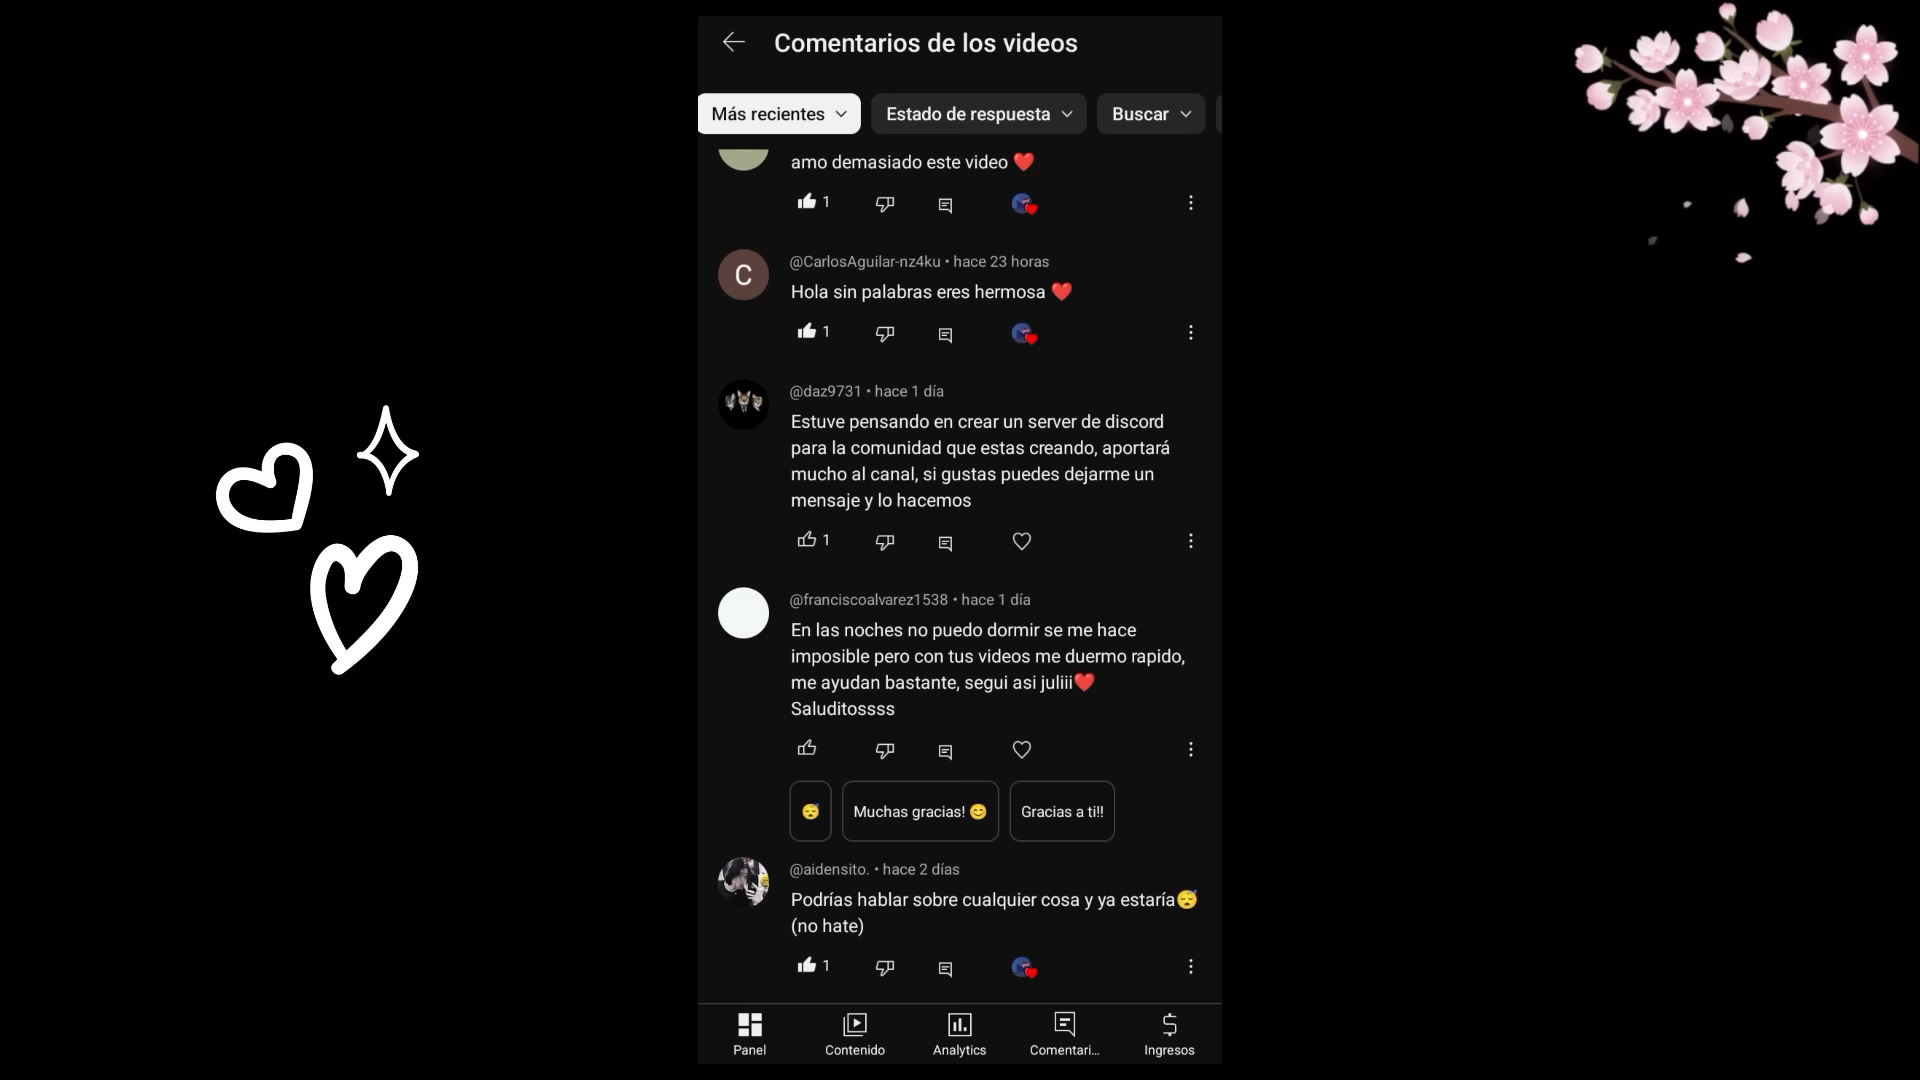 Comentarios de los videos
Más recientes
Estado de respuesta
Buscar
amo demasiado este video ❤️
1
@CarlosAguilar-nz4ku • hace 23 horas
C
Hola sin palabras eres hermosa ❤️
1
@daz9731 • hace 1 día
Estuve pensando en crear un server de discord
para la comunidad que estas creando, aportará
mucho al canal, si gustas puedes dejarme un
mensaje y lo hacemos
1
@franciscoalvarez1538 • hace 1 día
En las noches no puedo dormir se me hace
imposible pero con tus videos me duermo rapido,
me ayudan bastante, segui asi juliii❤️
Saluditossss
😴
Muchas gracias! 😊
Gracias a ti!!
@aidensito. • hace 2 días
Podrías hablar sobre cualquier cosa y ya estaría😴
(no hate)
1
Panel
Contenido
Analytics
Comentari...
Ingresos